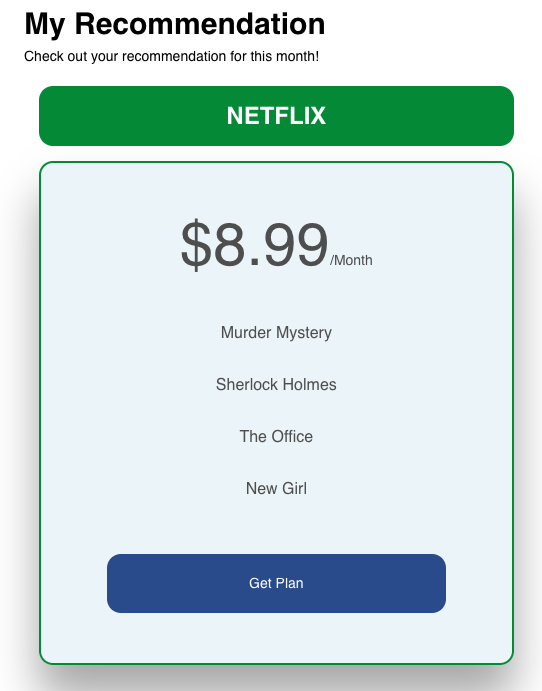 My Recommendation
Check out your recommendation for this month!
NETFLIX
$8.99/Month
Murder Mystery
Sherlock Holmes
The Office
New Girl
Get Plan